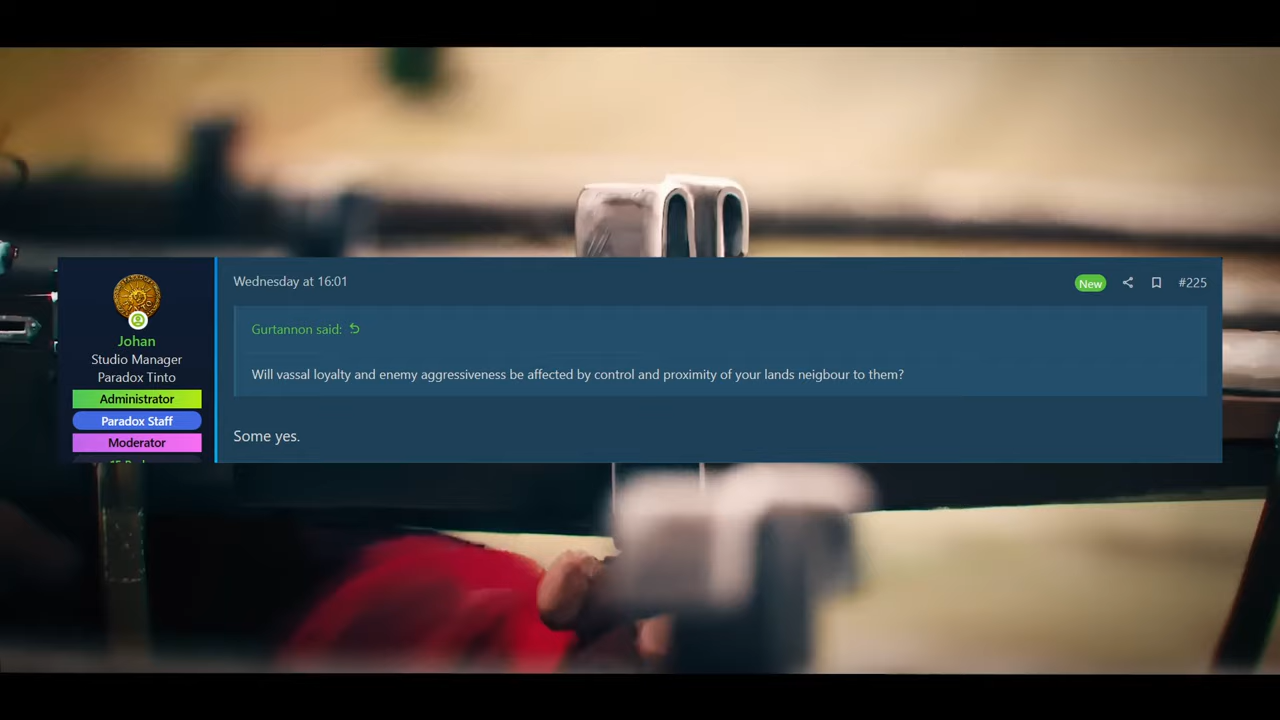 Wednesday at 16:01
New
#225
Johan
Studio Manager
Paradox Tinto
Administrator
Paradox Staff
Moderator
Gurtannon said:
Will vassal loyalty and enemy aggressiveness be affected by control and proximity of your lands neigbour to them?
Some yes.